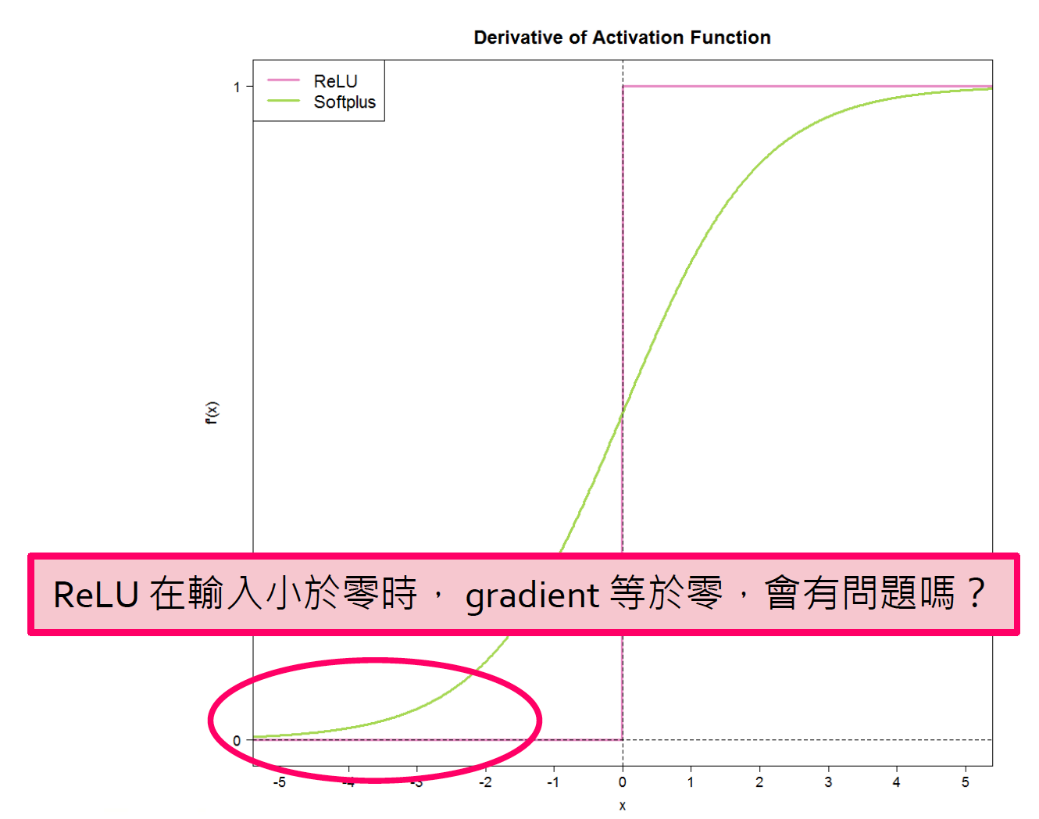 Derivative of Activation Function
ReLU
Softplus
1
f'(x)
ReLU 在輸入小於零時，gradient 等於零，會有問題嗎？
0
-5 -4 -3 -2 -1 0 1 2 3 4 5
x